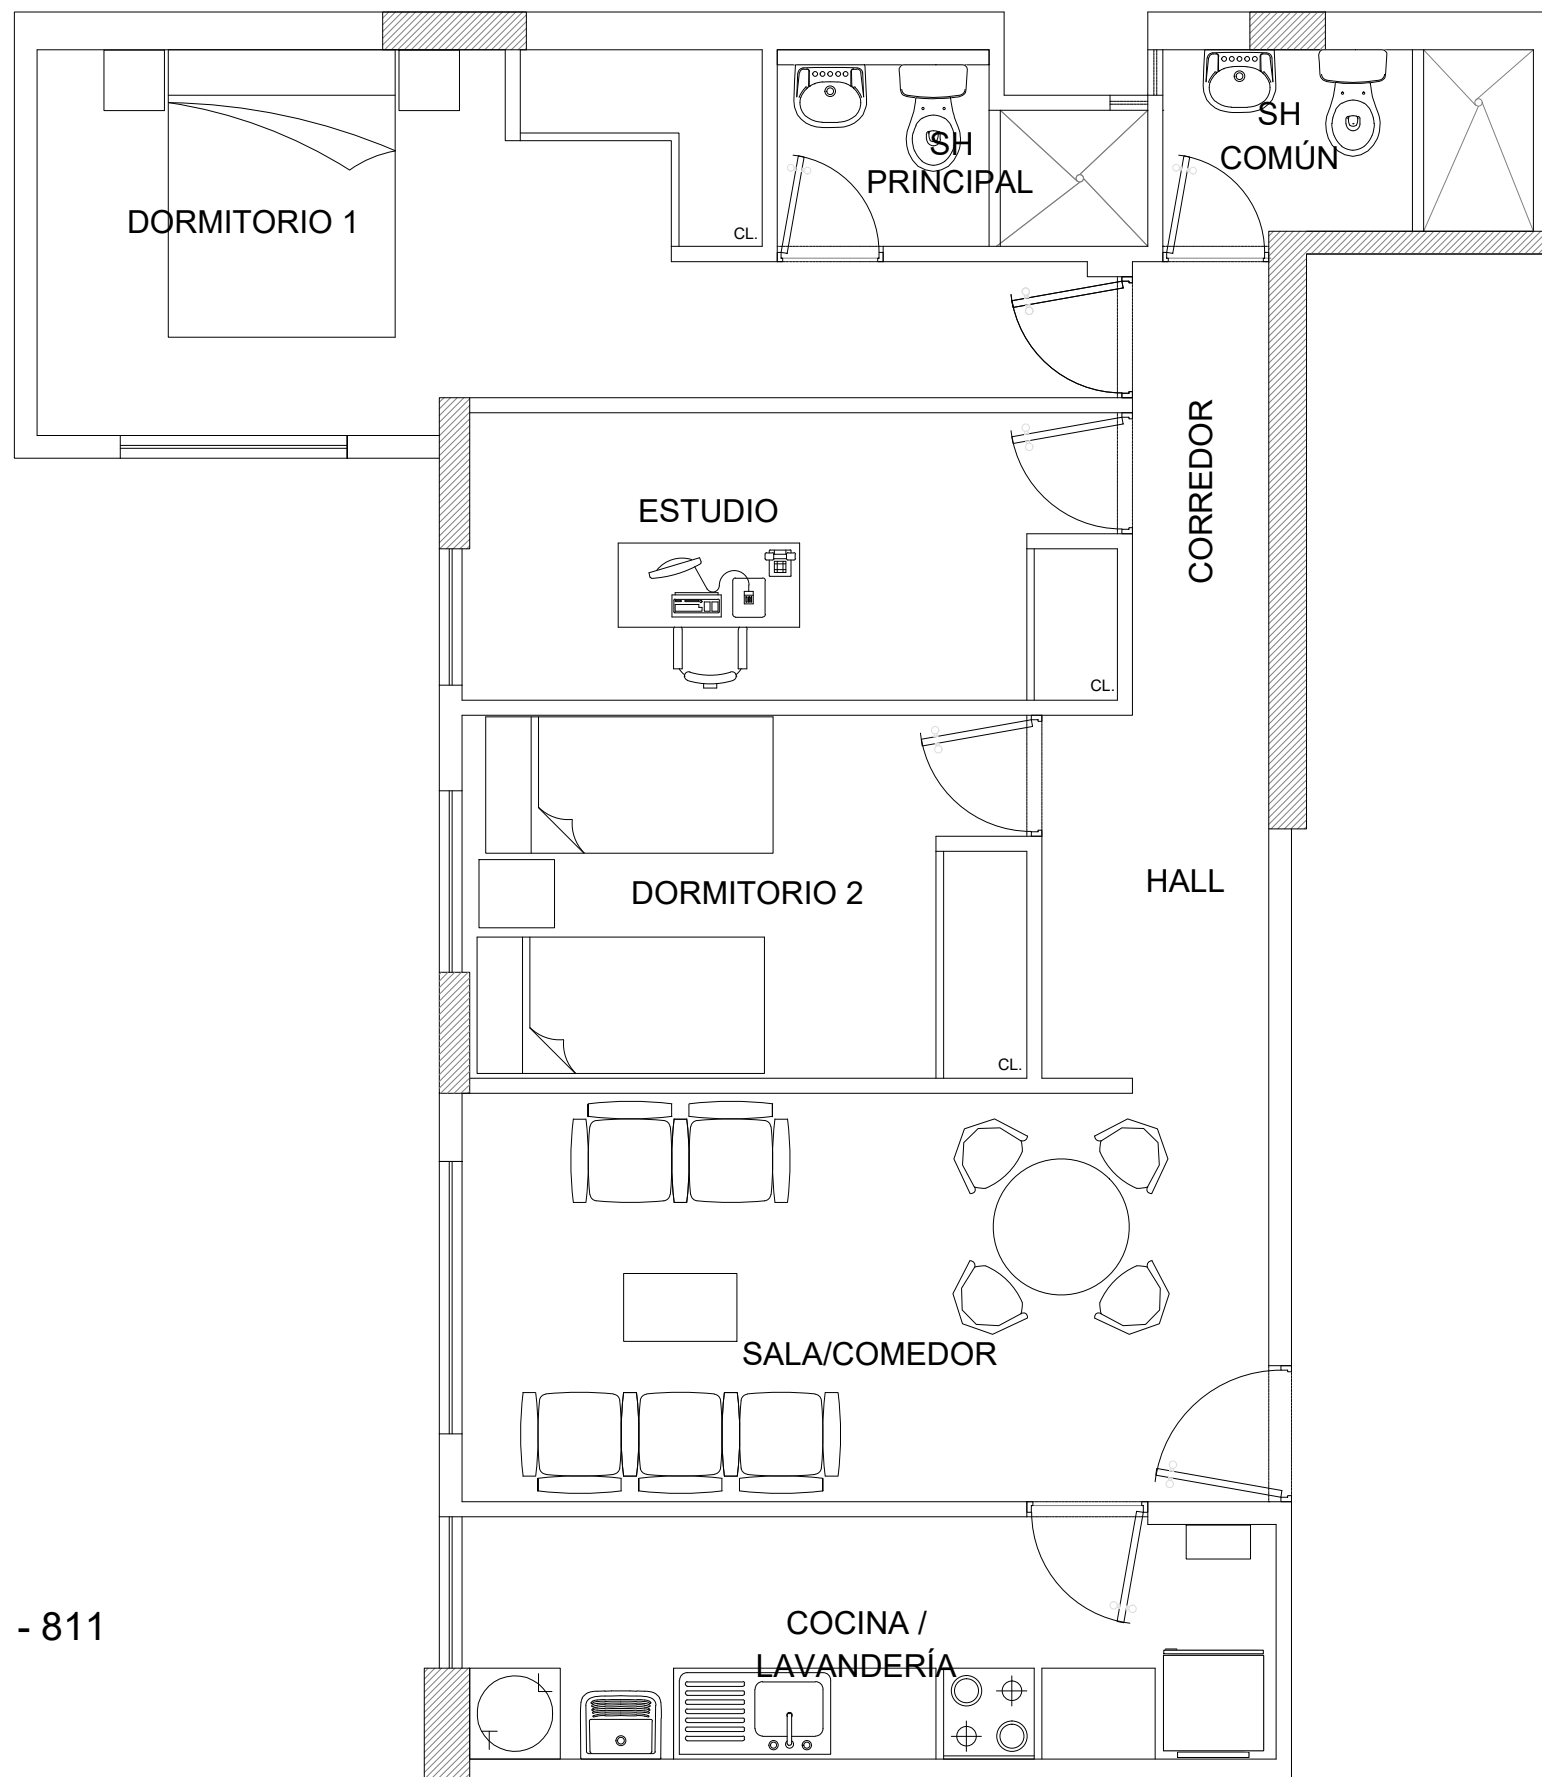 SH
COMÚN
SH
PRINCIPAL
DORMITORIO 1
CL.
CORREDOR
ESTUDIO
CL.
HALL
DORMITORIO 2
CL.
SALA/COMEDOR
- 811
COCINA /
LAVANDERÍA